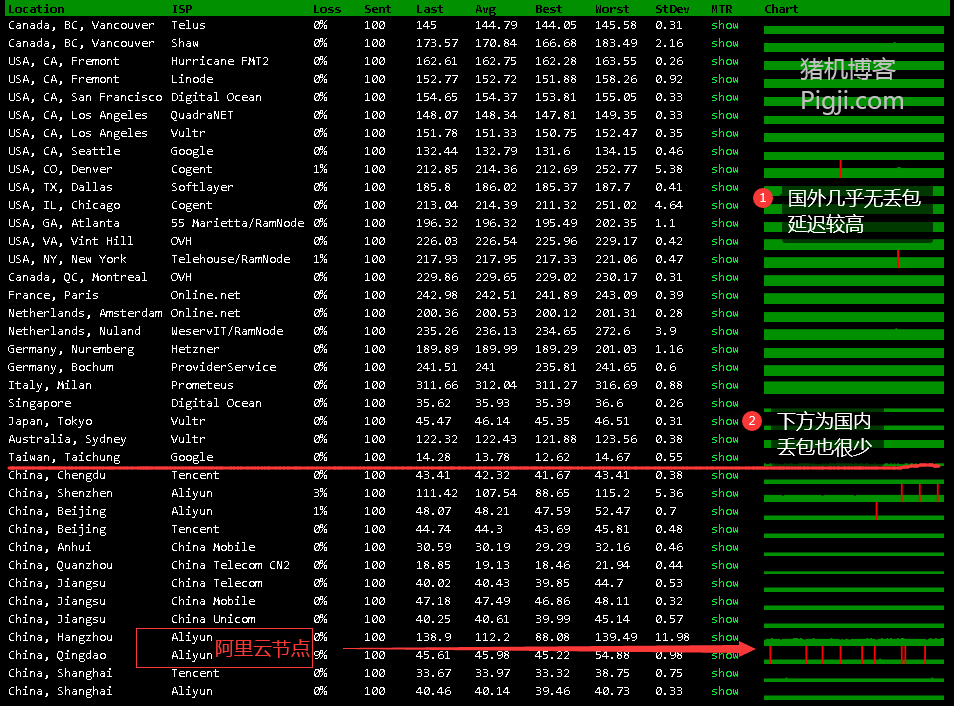 Location ISP Loss Sent Last Avg Best Worst StDev MTR Chart
Canada, BC, Vancouver Telus 0% 100 145 144.79 144.05 145.58 0.31 show
Canada, BC, Vancouver Shaw 0% 100 173.57 170.84 166.68 183.49 2.16 show
USA, CA, Fremont Hurricane FMT2 0% 100 162.61 162.75 162.28 163.55 0.26 show
猪机博客
USA, CA, Fremont Linode 0% 100 152.77 152.72 151.88 158.26 0.92 show
USA, CA, San Francisco Digital Ocean 0% 100 154.65 154.37 153.81 155.05 0.33 show
Pigji.com
USA, CA, Los Angeles QuadraNET 0% 100 148.07 148.34 147.81 149.35 0.33 show
USA, CA, Los Angeles Vultr 0% 100 151.78 151.33 150.75 152.47 0.35 show
USA, CA, Seattle Google 0% 100 132.44 132.79 131.6 134.15 0.46 show
USA, CO, Denver Cogent 1% 100 212.85 214.36 212.69 252.77 5.38 show
USA, TX, Dallas Softlayer 0% 100 185.8 186.02 185.37 187.7 0.41 show
1 国外几乎无丢包
USA, IL, Chicago Cogent 0% 100 213.04 214.39 211.32 251.02 4.64 show
USA, GA, Atlanta 55 Marietta/RamNode 0% 100 196.32 196.32 195.49 202.35 1.1 show
延迟较高
USA, VA, Vint Hill OVH 0% 100 226.03 226.54 225.96 229.17 0.42 show
USA, NY, New York Telehouse/RamNode 1% 100 217.93 217.95 217.33 221.06 0.47 show
Canada, QC, Montreal OVH 0% 100 229.86 229.65 229.02 230.17 0.31 show
France, Paris Online.net 0% 100 242.98 242.51 241.89 243.09 0.39 show
Netherlands, Amsterdam Online.net 0% 100 200.36 200.53 200.12 201.31 0.28 show
Netherlands, Nuland WeservIT/RamNode 0% 100 235.26 236.13 234.65 272.6 3.9 show
Germany, Nuremberg Hetzner 0% 100 189.89 189.99 189.29 201.03 1.16 show
Germany, Bochum ProviderService 0% 100 241.51 241 235.81 241.65 0.6 show
Italy, Milan Prometeus 0% 100 311.66 312.04 311.27 316.69 0.88 show
Singapore Digital Ocean 0% 100 35.62 35.93 35.39 36.6 0.26 show
Japan, Tokyo Vultr 0% 100 45.47 46.14 45.35 46.51 0.31 show
2 下方为国内
Australia, Sydney Vultr 0% 100 122.32 122.43 121.88 123.56 0.38 show
丢包也很少
Taiwan, Taichung Google 0% 100 14.28 13.78 12.62 14.67 0.55 show
China, Chengdu Tencent 0% 100 43.41 42.32 41.67 43.41 0.38 show
China, Shenzhen Aliyun 3% 100 111.42 107.54 88.65 115.2 5.36 show
China, Beijing Aliyun 1% 100 48.07 48.21 47.59 52.47 0.7 show
China, Beijing Tencent 0% 100 44.74 44.3 43.69 45.81 0.48 show
China, Anhui China Mobile 0% 100 30.59 30.19 29.29 32.16 0.46 show
China, Quanzhou China Telecom CN2 0% 100 18.85 19.13 18.46 21.94 0.44 show
China, Jiangsu China Telecom 0% 100 40.02 40.43 39.85 44.7 0.53 show
China, Jiangsu China Mobile 0% 100 47.18 47.49 46.86 48.11 0.32 show
China, Jiangsu China Unicom 0% 100 40.25 40.61 39.99 45.14 0.57 show
China, Hangzhou Aliyun 0% 100 138.9 112.2 88.08 139.49 11.98 show
阿里云节点
China, Qingdao Aliyun 9% 100 45.61 45.98 45.22 54.88 0.98 show
China, Shanghai Tencent 0% 100 33.67 33.97 33.32 38.75 0.75 show
China, Shanghai Aliyun 0% 100 40.46 40.14 39.46 40.73 0.33 show